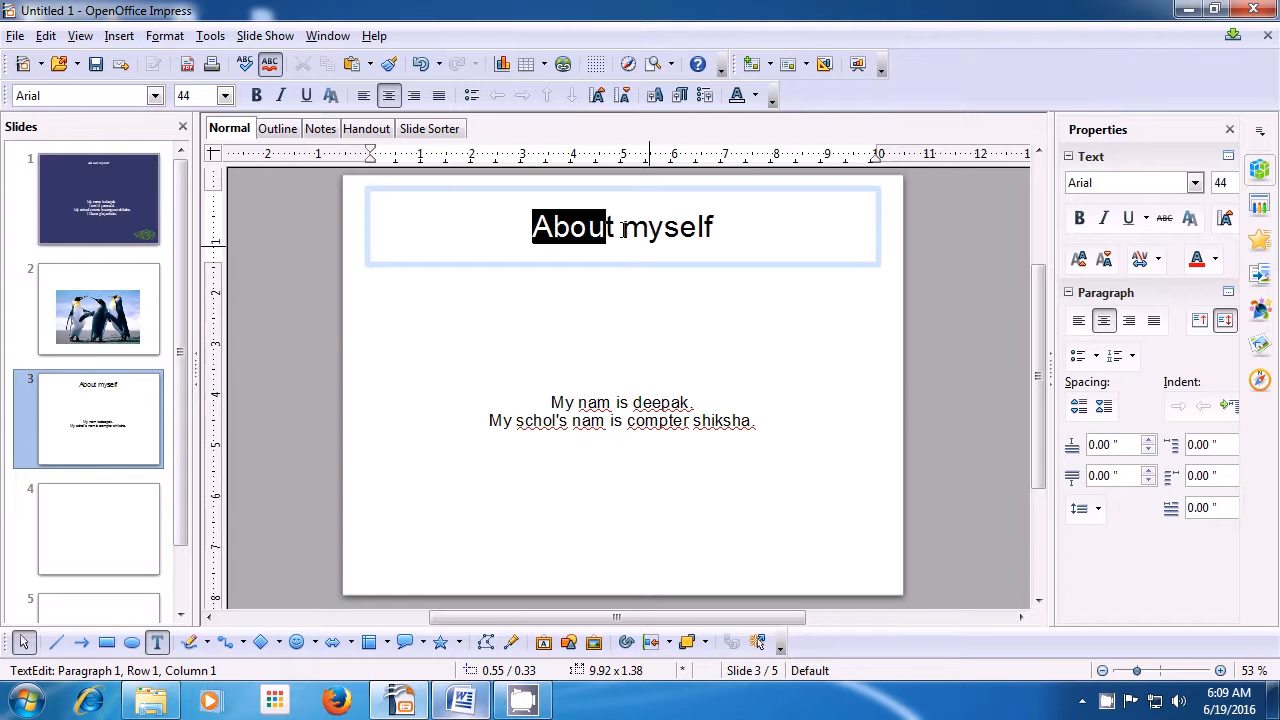 Untitled 1 - OpenOffice Impress
File Edit View Insert Format Tools Slide Show Window Help
Arial 44
Slides
Normal Outline Notes Handout Slide Sorter
Properties
Text
Arial 44
Paragraph
Spacing: Indent:
0.00 " 0.00 "
0.00 " 0.00 "
0.00 "
1
2
3
About myself
4
5
About myself
My nam is deepak.
My schol's nam is compter shiksha.
TextEdit: Paragraph 1, Row 1, Column 1 0.55 / 0.33 9.92 x 1.38 * Slide 3 / 5 Default 53 %
6:09 AM
6/19/2016